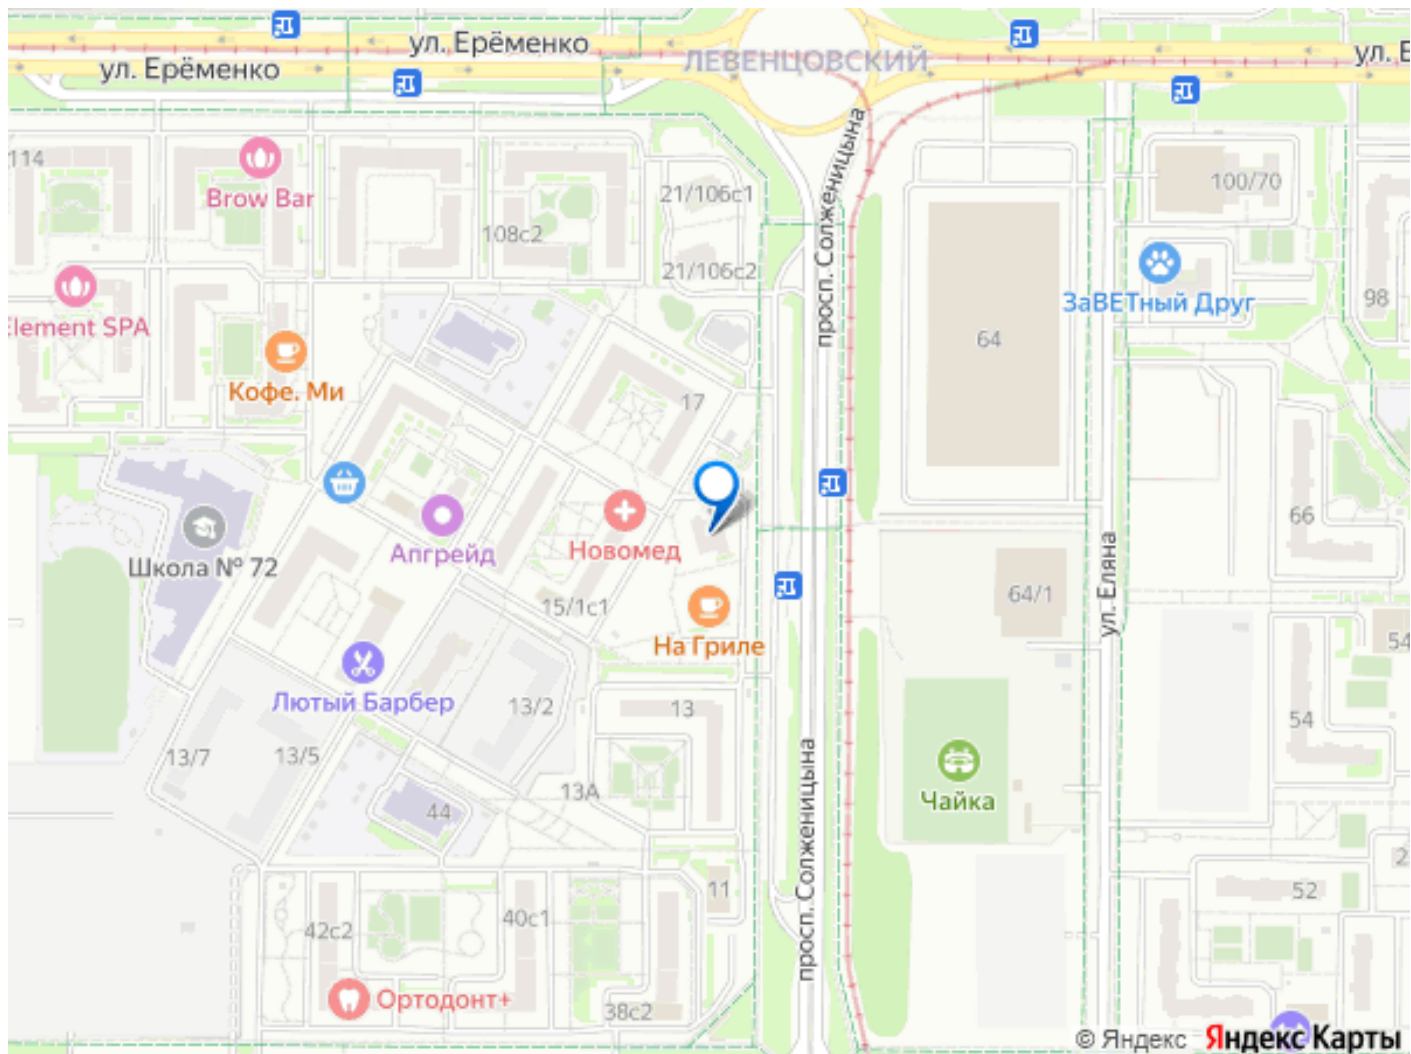 ул. Ерёменко
ул. Ерёменко
ЛЕВЕНЦОВСКИЙ
ул. Е
114
Brow Bar
108с2
21/106с1
21/106с2
просп. Солженицына
100/70
ЗаВЕТный Друг
98
Element SPA
Кофе. Ми
17
64
Школа № 72
Апгрейд
Новомед
66
15/1с1
64/1
ул. Еляна
На Гриле
54
Лютый Барбер
13/2
13
54
13/7
13/5
13А
Чайка
44
просп. Солженицына
11
52
2
42с2
40с1
Ортодонт+
38с2
© Яндекс Яндекс Карты